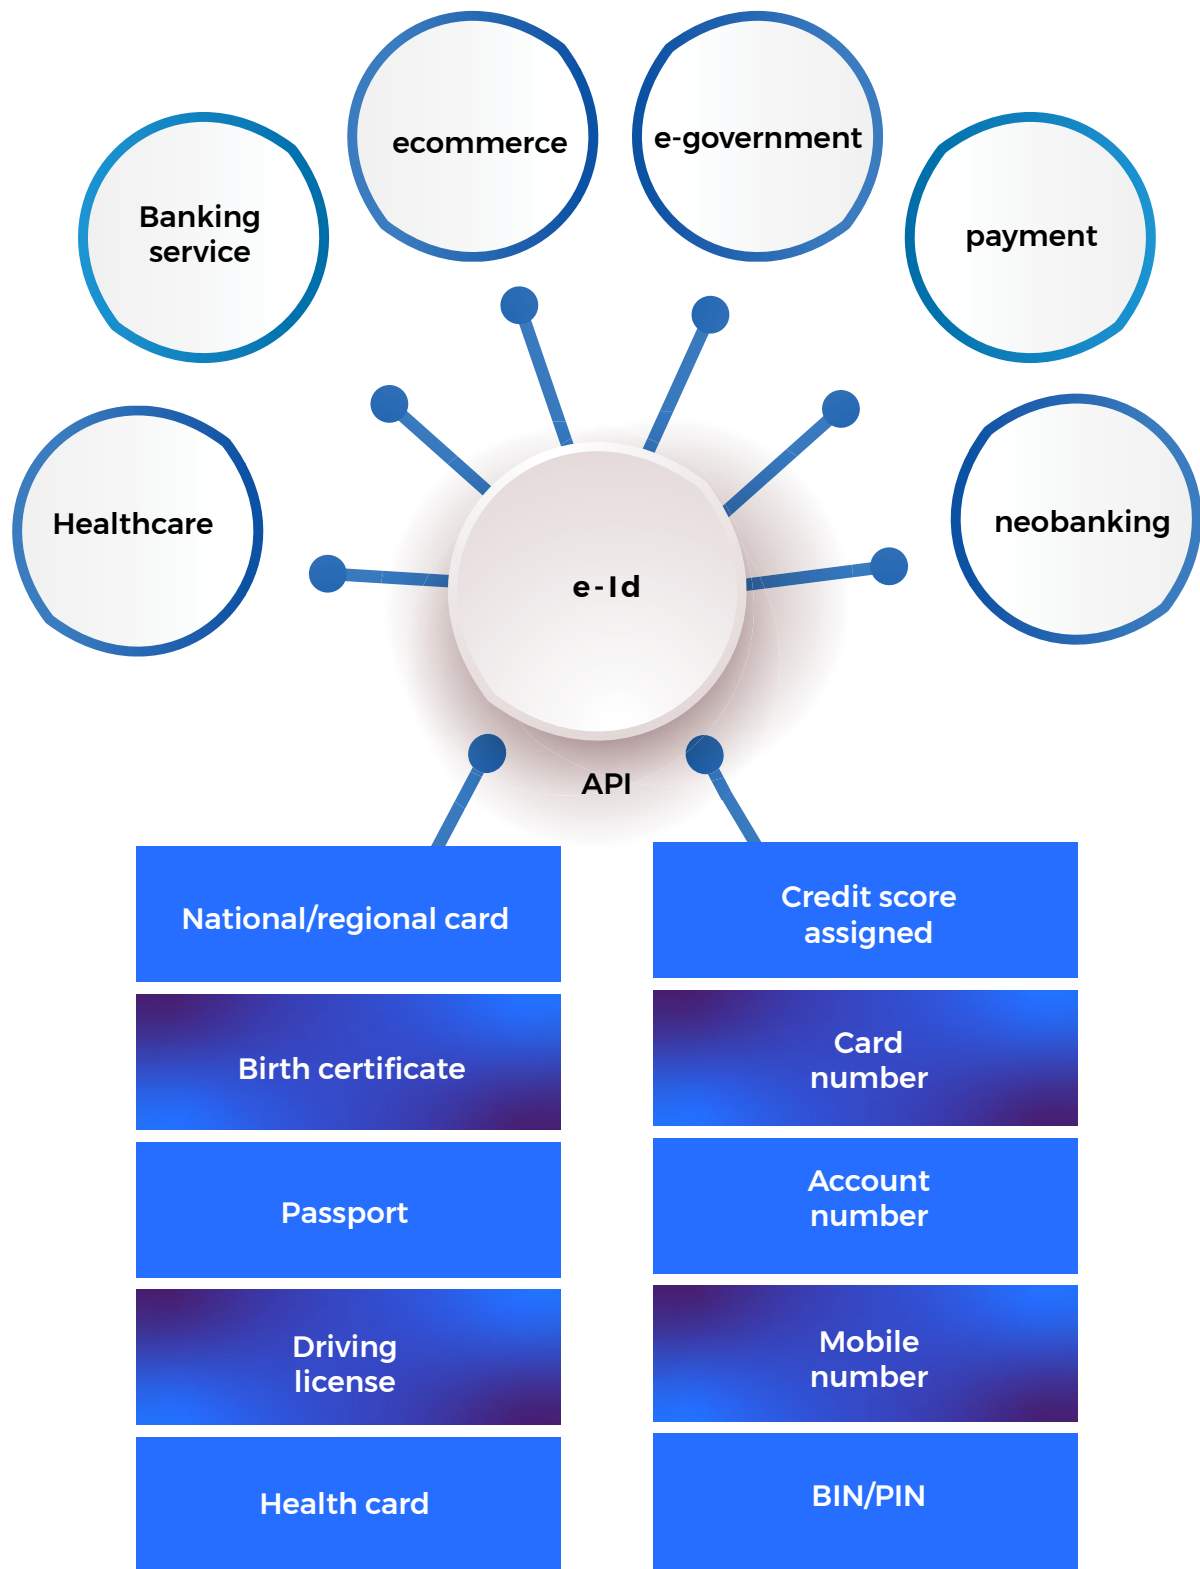 ecommerce
e-government
Banking
service
payment
Healthcare
neobanking
e-Id
API
National/regional card
Birth certificate
Passport
Driving
license
Health card
Credit score
assigned
Card
number
Account
number
Mobile
number
BIN/PIN